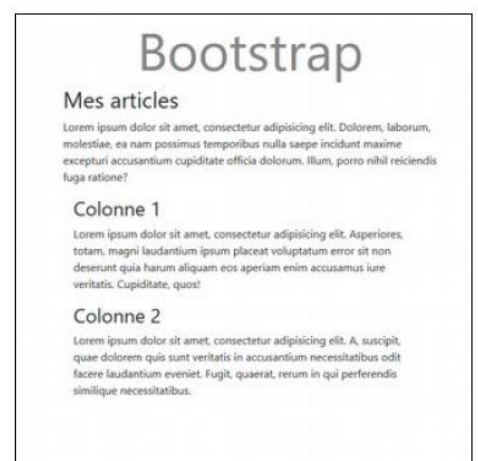 Bootstrap
Mes articles
Lorem ipsum dolor sit amet, consectetur adipisicing elit. Dolorem, laborum,
molestiae, ea nam possimus temporibus nulla saepe incidunt maxime
excepturi accusantium cupiditate officia dolorum. Illum, porro nihil reiciendis
fuga ratione?
Colonne 1
Lorem ipsum dolor sit amet, consectetur adipisicing elit. Asperiores,
totam, magni laudantium ipsum placeat voluptatum error sit non
deserunt quia harum aliquam eos aperiam enim accusamus iure
veritatis. Cupiditate, quos!
Colonne 2
Lorem ipsum dolor sit amet, consectetur adipisicing elit. A, suscipit,
quae dolorem quis sunt veritatis in accusantium necessitatibus odit
facere laudantium eveniet. Fugit, quaerat, rerum in qui perferendis
similique necessitatibus.